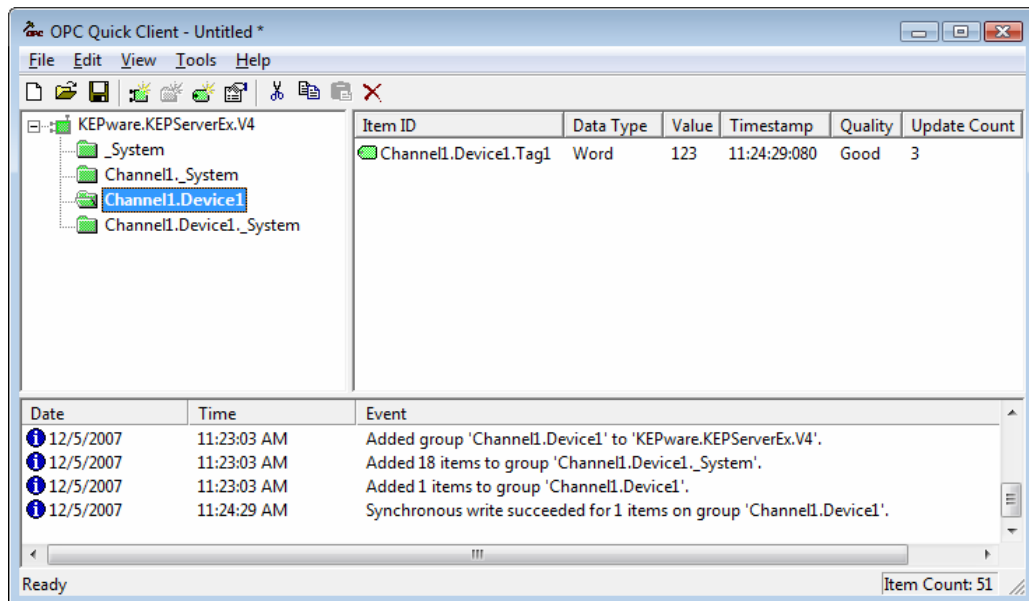 OPC Quick Client - Untitled *
File Edit View Tools Help
KEPware.KEPServerEx.V4
_System
Channel1._System
Channel1.Device1
Channel1.Device1._System
Item ID Data Type Value Timestamp Quality Update Count
Channel1.Device1.Tag1 Word 123 11:24:29:080 Good 3
Date Time Event
12/5/2007 11:23:03 AM Added group 'Channel1.Device1' to 'KEPware.KEPServerEx.V4'.
12/5/2007 11:23:03 AM Added 18 items to group 'Channel1.Device1._System'.
12/5/2007 11:23:03 AM Added 1 items to group 'Channel1.Device1'.
12/5/2007 11:24:29 AM Synchronous write succeeded for 1 items on group 'Channel1.Device1'.
Ready Item Count: 51